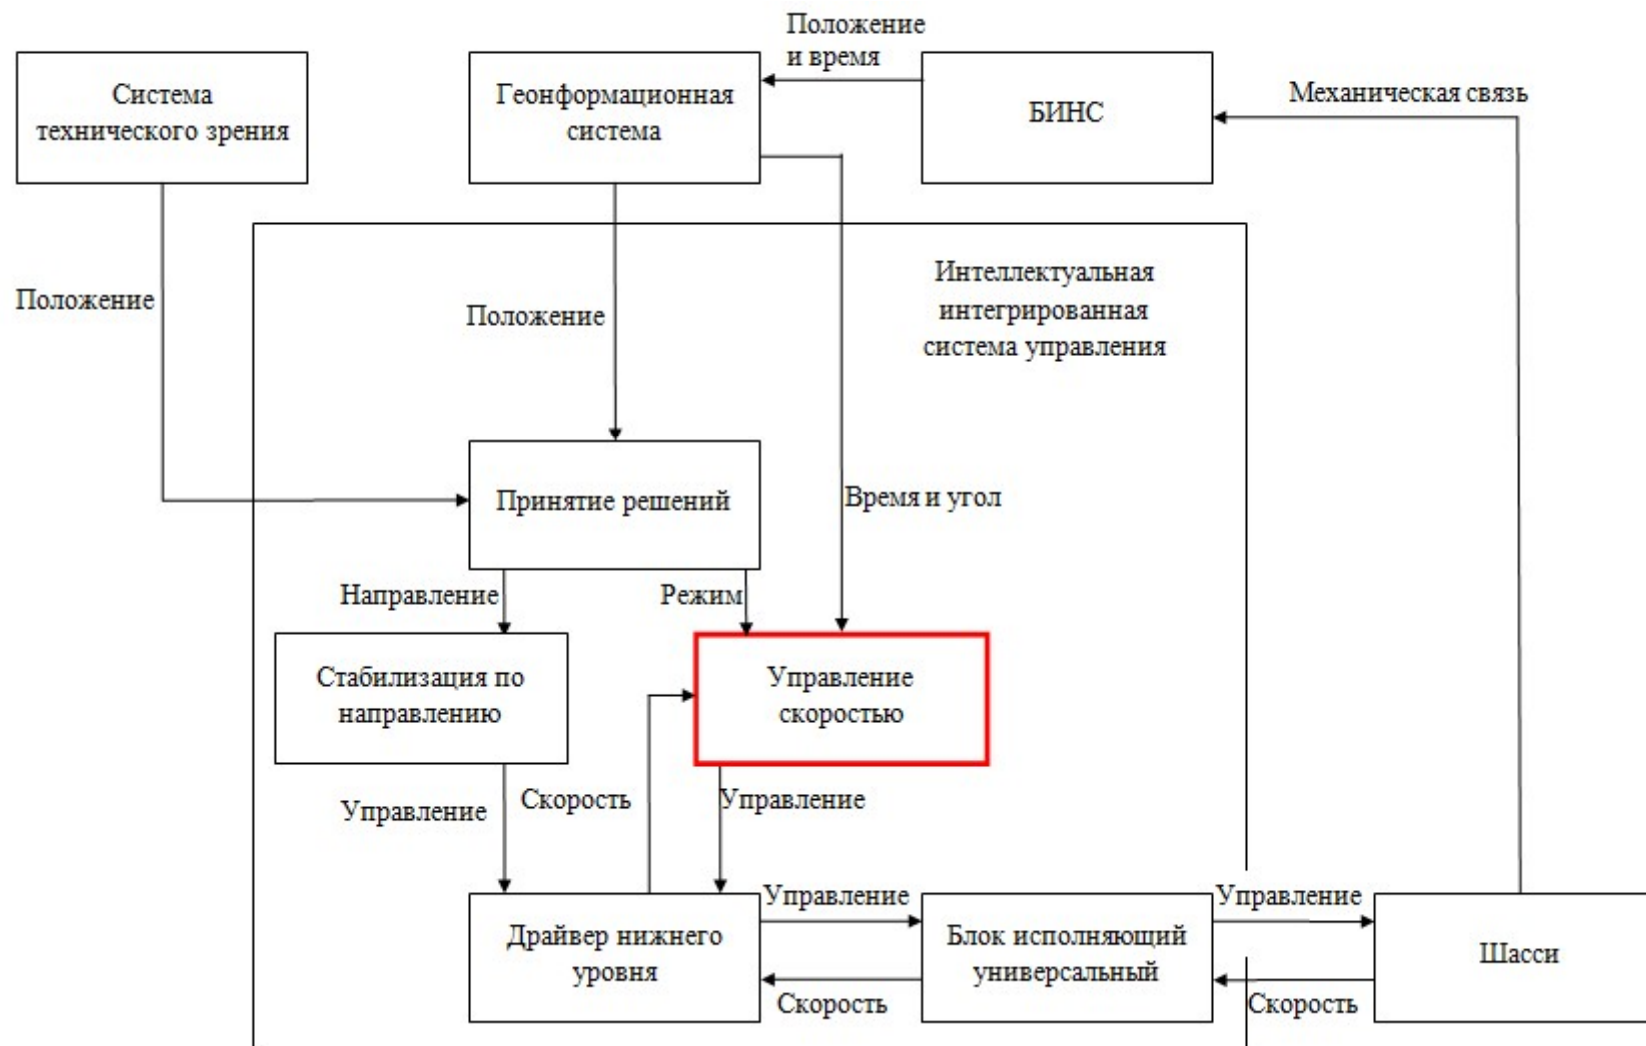 Положение
и время
Система
технического зрения
Геонформационная
система
БИНС
Механическая связь
Интеллектуальная
интегрированная
система управления
Положение
Положение
Принятие решений
Время и угол
Направление
Режим
Стабилизация по
направлению
Управление
скоростью
Управление
Скорость
Управление
Драйвер нижнего
уровня
Управление
Скорость
Блок исполняющий
универсальный
Управление
Скорость
Шасси